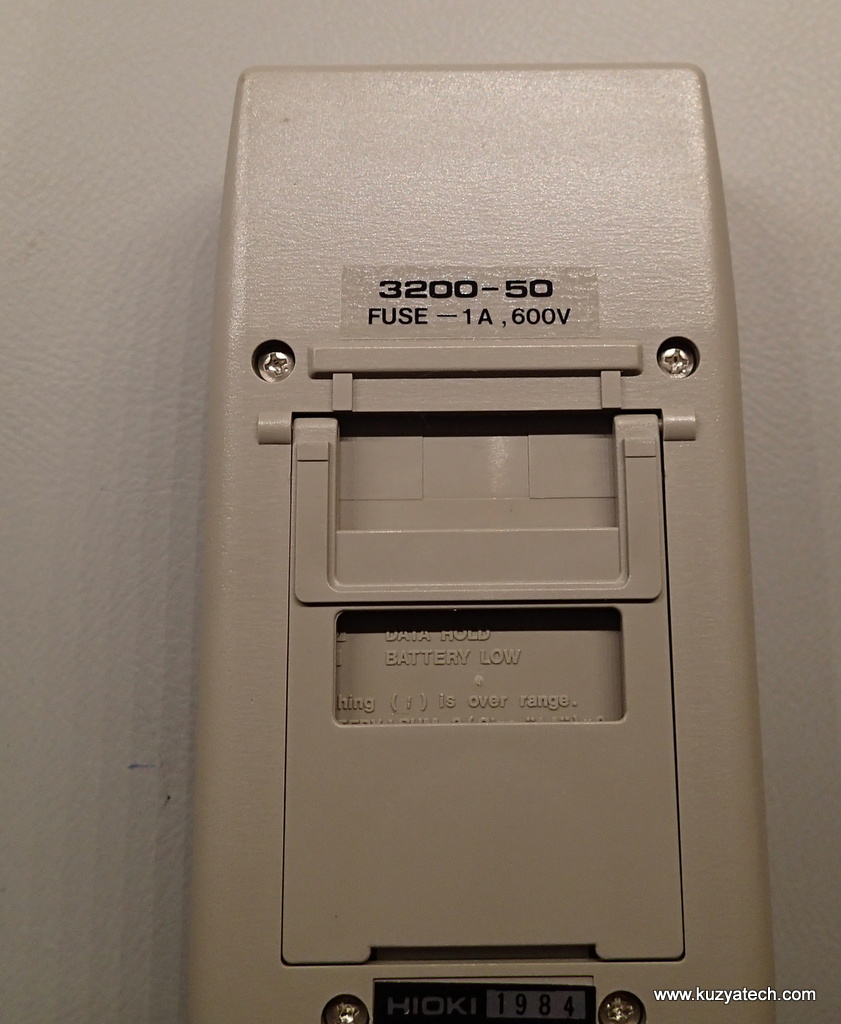 3200-50
FUSE — 1A , 600V
DATA HOLD
BATTERY LOW
hing ( ) is over range.
HIOKI 1984
www.kuzyatech.com